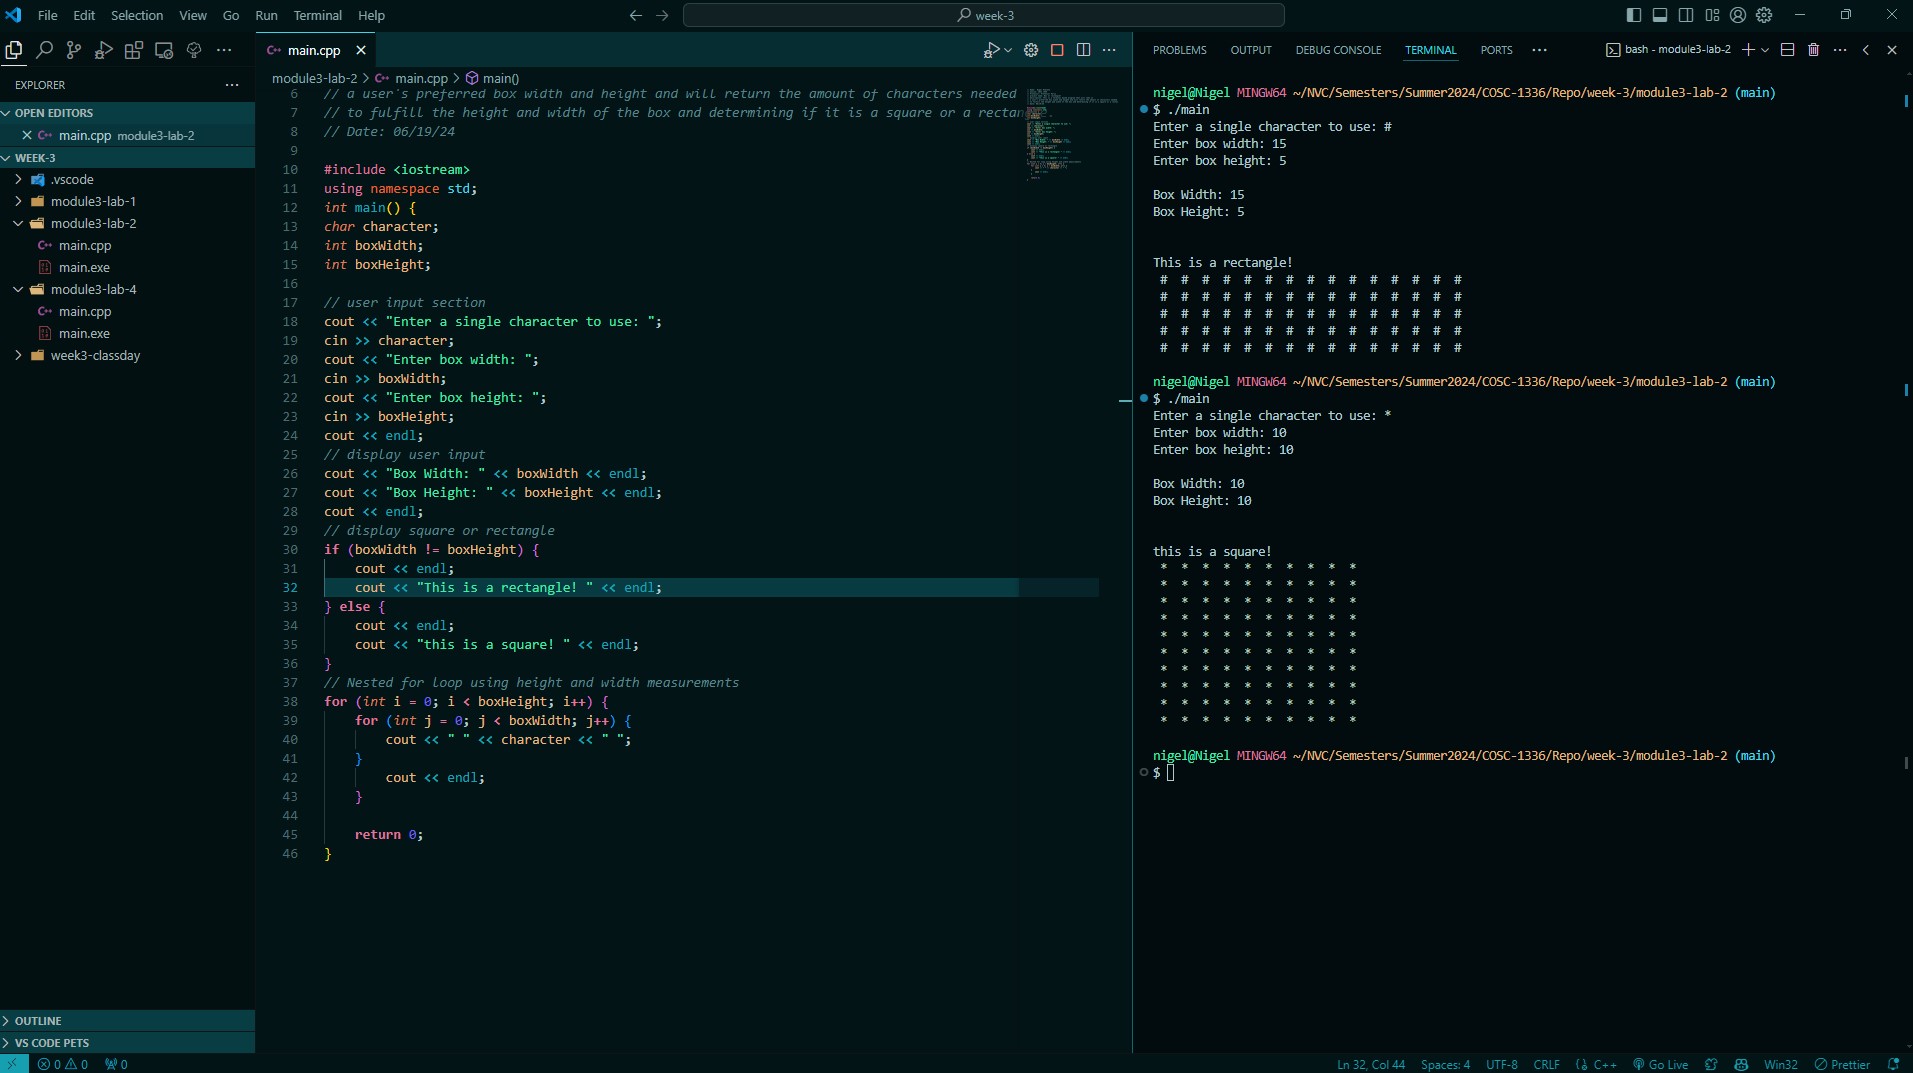 File Edit Selection View Go Run Terminal Help
week-3
main.cpp
PROBLEMS OUTPUT DEBUG CONSOLE TERMINAL PORTS
bash - module3-lab-2
EXPLORER
OPEN EDITORS
main.cpp module3-lab-2
WEEK-3
.vscode
module3-lab-1
module3-lab-2
main.cpp
main.exe
module3-lab-4
main.cpp
main.exe
week3-classday
OUTLINE
VS CODE PETS
module3-lab-2 > main.cpp > main()
6 // a user's preferred box width and height and will return the amount of characters needed
7 // to fulfill the height and width of the box and determining if it is a square or a rectan
8 // Date: 06/19/24
9
10 #include <iostream>
11 using namespace std;
12 int main() {
13 char character;
14 int boxWidth;
15 int boxHeight;
16
17 // user input section
18 cout << "Enter a single character to use: ";
19 cin >> character;
20 cout << "Enter box width: ";
21 cin >> boxWidth;
22 cout << "Enter box height: ";
23 cin >> boxHeight;
24 cout << endl;
25 // display user input
26 cout << "Box Width: " << boxWidth << endl;
27 cout << "Box Height: " << boxHeight << endl;
28 cout << endl;
29 // display square or rectangle
30 if (boxWidth != boxHeight) {
31 cout << endl;
32 cout << "This is a rectangle! " << endl;
33 } else {
34 cout << endl;
35 cout << "this is a square! " << endl;
36 }
37 // Nested for loop using height and width measurements
38 for (int i = 0; i < boxHeight; i++) {
39 for (int j = 0; j < boxWidth; j++) {
40 cout << " " << character << " ";
41 }
42 cout << endl;
43 }
44
45 return 0;
46 }
nigel@Nigel MINGW64 ~/NVC/Semesters/Summer2024/COSC-1336/Repo/week-3/module3-lab-2 (main)
$ ./main
Enter a single character to use: #
Enter box width: 15
Enter box height: 5
Box Width: 15
Box Height: 5
This is a rectangle!
# # # # # # # # # # # # # # #
# # # # # # # # # # # # # # #
# # # # # # # # # # # # # # #
# # # # # # # # # # # # # # #
# # # # # # # # # # # # # # #
nigel@Nigel MINGW64 ~/NVC/Semesters/Summer2024/COSC-1336/Repo/week-3/module3-lab-2 (main)
$ ./main
Enter a single character to use: *
Enter box width: 10
Enter box height: 10
Box Width: 10
Box Height: 10
this is a square!
* * * * * * * * * *
* * * * * * * * * *
* * * * * * * * * *
* * * * * * * * * *
* * * * * * * * * *
* * * * * * * * * *
* * * * * * * * * *
* * * * * * * * * *
* * * * * * * * * *
* * * * * * * * * *
nigel@Nigel MINGW64 ~/NVC/Semesters/Summer2024/COSC-1336/Repo/week-3/module3-lab-2 (main)
$
0 0 0
Ln 32, Col 44 Spaces: 4 UTF-8 CRLF {} C++ Go Live Win32 Prettier